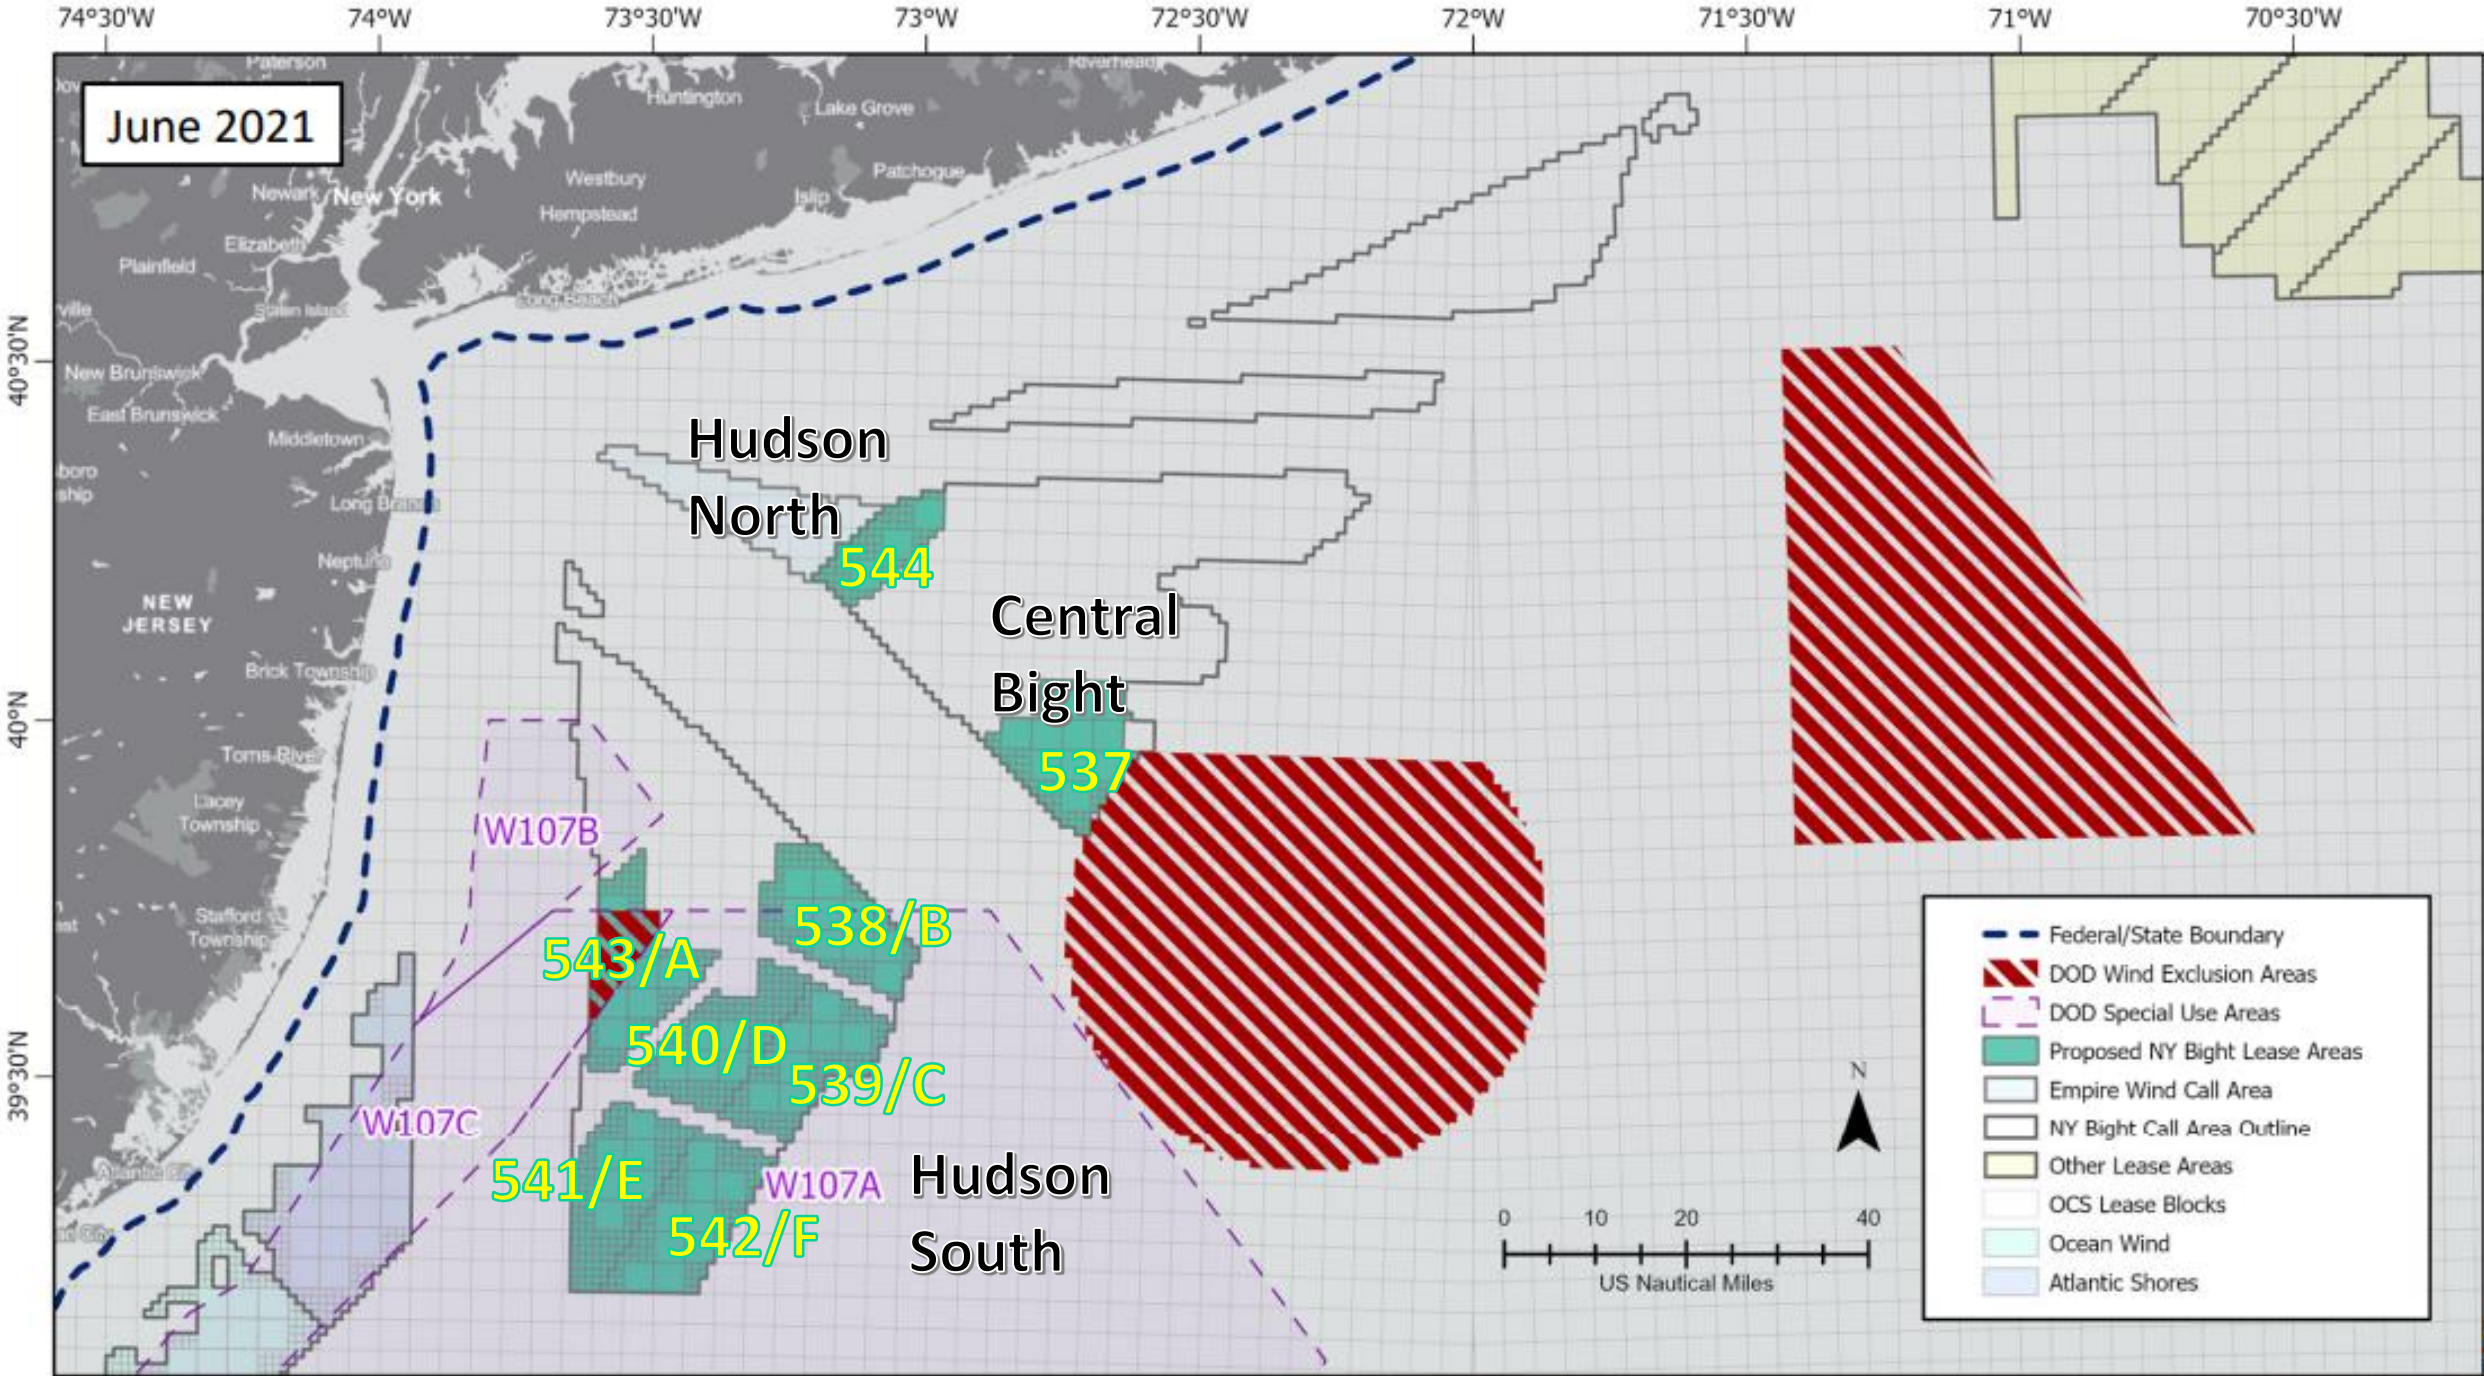 74°30'W 74°W 73°30'W 73°W 72°30'W 72°W 71°30'W 71°W 70°30'W
June 2021
Paterson
Riverhead
Huntington
Lake Grove
Westbury
Patchogue
Newark
New York
Islip
Hempstead
Elizabeth
Plainfield
Long Beach
Staten Island
ville
40°30'N
New Brunswick
East Brunswick
Middletown
boro
ship
Long Branch
Hudson
North
544
Neptune
NEW
JERSEY
Central
Bight
Brick Township
40°N
537
Toms River
Lacey
Township
W107B
Stafford
Township
538/B
543/A
540/D
539/C
39°30'N
W107C
541/E
W107A
Hudson
South
542/F
Federal/State Boundary
DOD Wind Exclusion Areas
DOD Special Use Areas
Proposed NY Bight Lease Areas
Empire Wind Call Area
NY Bight Call Area Outline
Other Lease Areas
OCS Lease Blocks
Ocean Wind
Atlantic Shores
N
0 10 20 40
US Nautical Miles